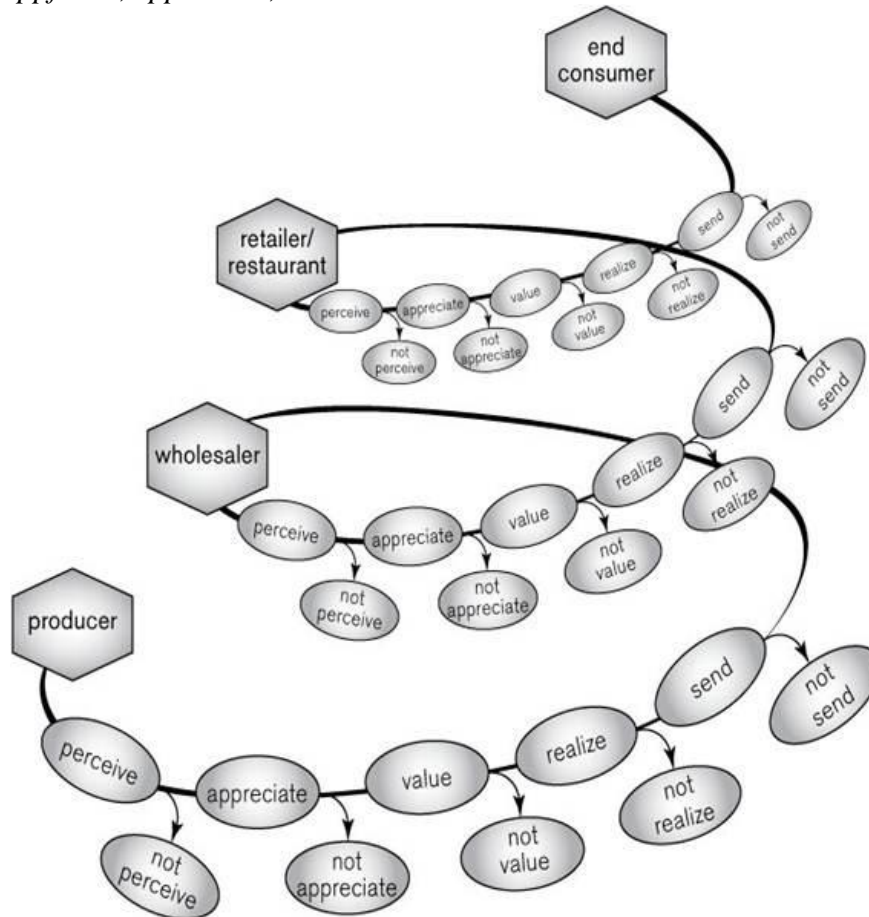 end
consumer
send
not
send
retailer/
restaurant
realize
not
realize
value
not
value
appreciate
not
appreciate
perceive
not
perceive
send
not
send
wholesaler
realize
not
realize
value
not
value
appreciate
not
appreciate
perceive
not
perceive
producer
send
not
send
realize
not
realize
value
not
value
appreciate
not
appreciate
perceive
not
perceive